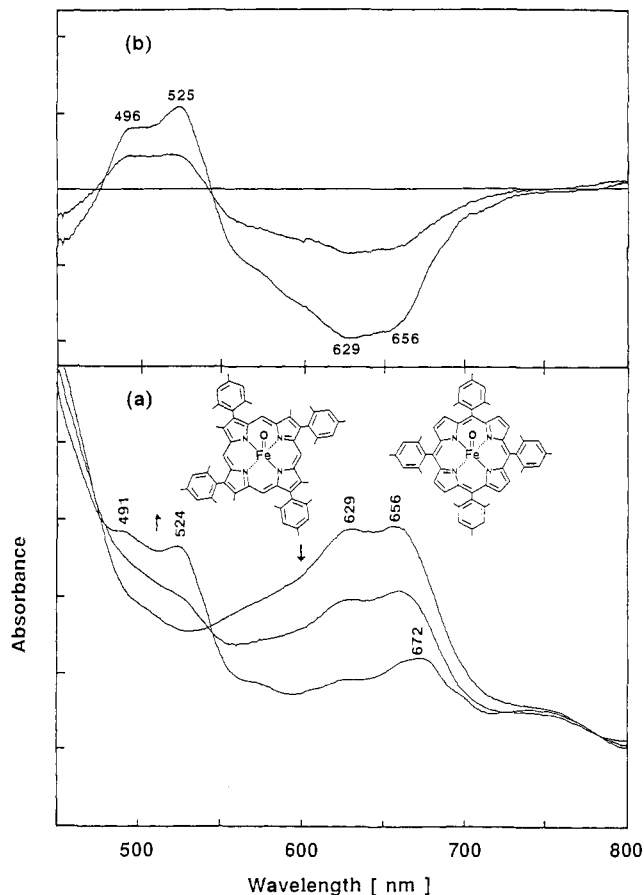 (b)
525
496
629 656
(a)
491
524
629
656
672
O
Fe
N N
N N
O
Fe
N N
N N
Absorbance
500 600 700 800
Wavelength [ nm ]